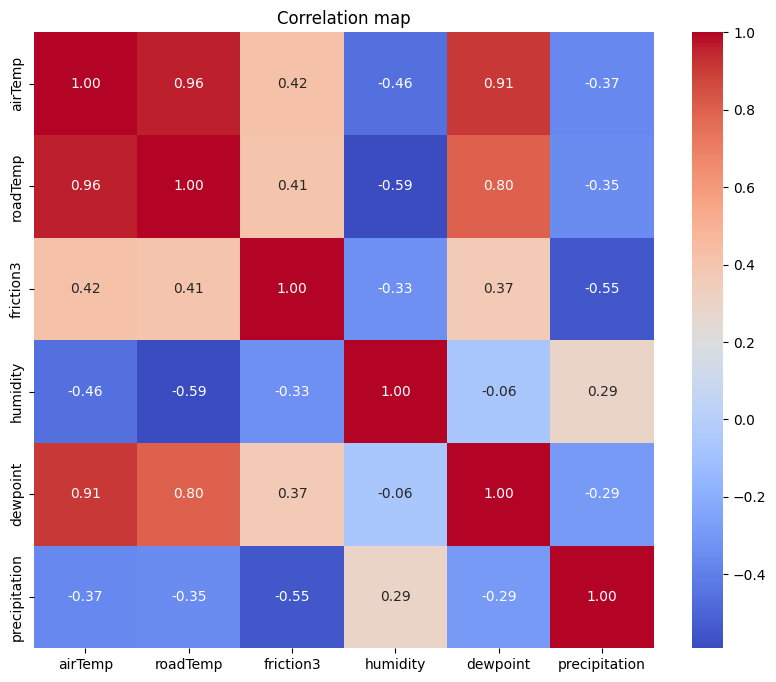 Correlation map
airTemp 1.00 0.96 0.42 -0.46 0.91 -0.37
roadTemp 0.96 1.00 0.41 -0.59 0.80 -0.35
friction3 0.42 0.41 1.00 -0.33 0.37 -0.55
humidity -0.46 -0.59 -0.33 1.00 -0.06 0.29
dewpoint 0.91 0.80 0.37 -0.06 1.00 -0.29
precipitation -0.37 -0.35 -0.55 0.29 -0.29 1.00
airTemp roadTemp friction3 humidity dewpoint precipitation
1.0
0.8
0.6
0.4
0.2
0.0
−0.2
−0.4